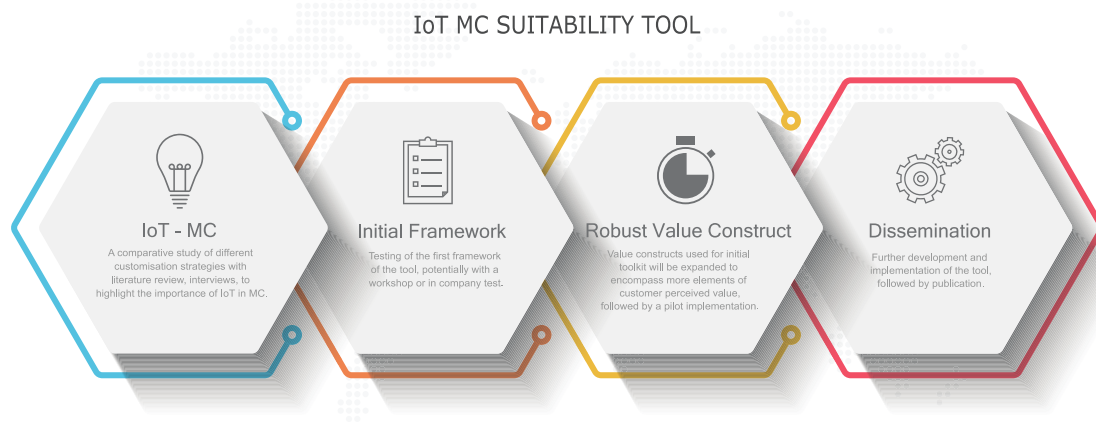 IoT MC SUITABILITY TOOL
IoT - MC
A comparative study of different
customisation strategies with
literature review, interviews, to
highlight the importance of IoT in MC.
Initial Framework
Testing of the first framework
of the tool, potentially with a
workshop or in company test.
Robust Value Construct
Value constructs used for initial
toolkit will be expanded to
encompass more elements of
customer perceived value,
followed by a pilot implementation.
Dissemination
Further development and
implementation of the tool,
followed by publication.